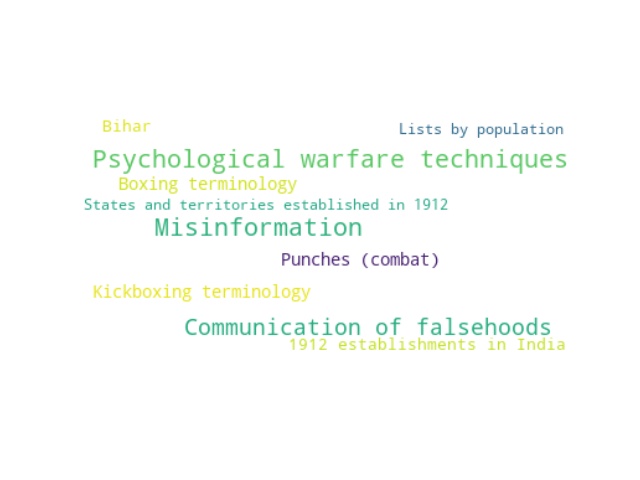 Bihar
Lists by population
Psychological warfare techniques
Boxing terminology
States and territories established in 1912
Misinformation
Punches (combat)
Kickboxing terminology
Communication of falsehoods
1912 establishments in India